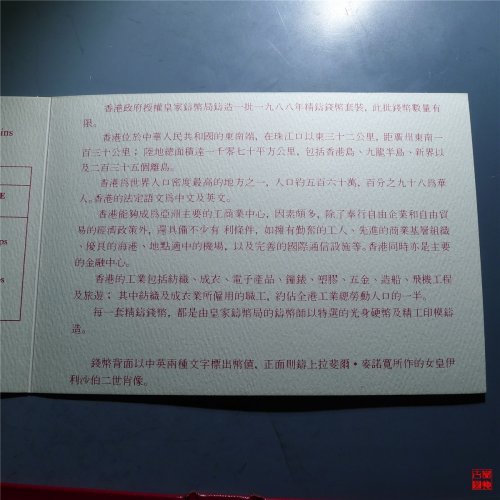 香港政府授權皇家鑄幣局鑄造一批一九八八年精鑄錢幣套裝，此批錢幣數量有
限。
香港位於中華人民共和國的東南端，在珠江口以東三十二公里，距廣州東南一
百三十公里；陸地總面積達一千零七十平方公里，包括香港島、九龍半島、新界以
及二百三十五個離島。
香港爲世界人口密度最高的地方之一，人口約五百六十萬，百分之九十八爲華
人。香港的法定語文爲中文及英文。
香港能夠成爲亞洲主要的工商業中心，因素頗多，除了奉行自由企業和自由貿
易的經濟政策外，還具備不少有 利條件，如擁有勤奮的工人、先進的商業基層組織
、優良的海港、地點適中的機場，以及完善的國際通信設施等。香港同時亦是主要
的金融中心。
香港的工業包括紡織、成衣、電子產品、鐘錶、塑膠、五金、造船、飛機工程
及旅遊；其中紡織及成衣業所僱用的職工，約佔全港工業總勞動人口的一半。
每一套精鑄錢幣，都是由皇家鑄幣局的鑄幣師以特選的光身硬幣及精工印模鑄
造。
錢幣背面以中英兩種文字標出幣値，正面則鑄上拉斐爾·麥諾寬所作的女皇伊
利沙伯二世肖像。